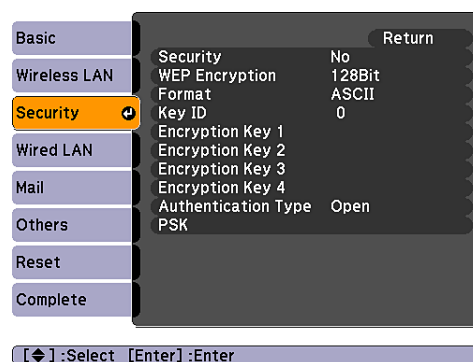 Basic
Wireless LAN
Security
Wired LAN
Mail
Others
Reset
Complete
Return
Security No
WEP Encryption 128Bit
Format ASCII
Key ID 0
Encryption Key 1
Encryption Key 2
Encryption Key 3
Encryption Key 4
Authentication Type Open
PSK
[◆] :Select [Enter] :Enter